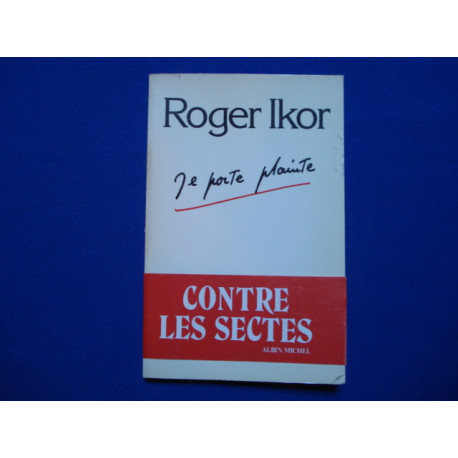 Roger Ikor
Je porte plainte
CONTRE
LES SECTES
ALBIN MICHEL